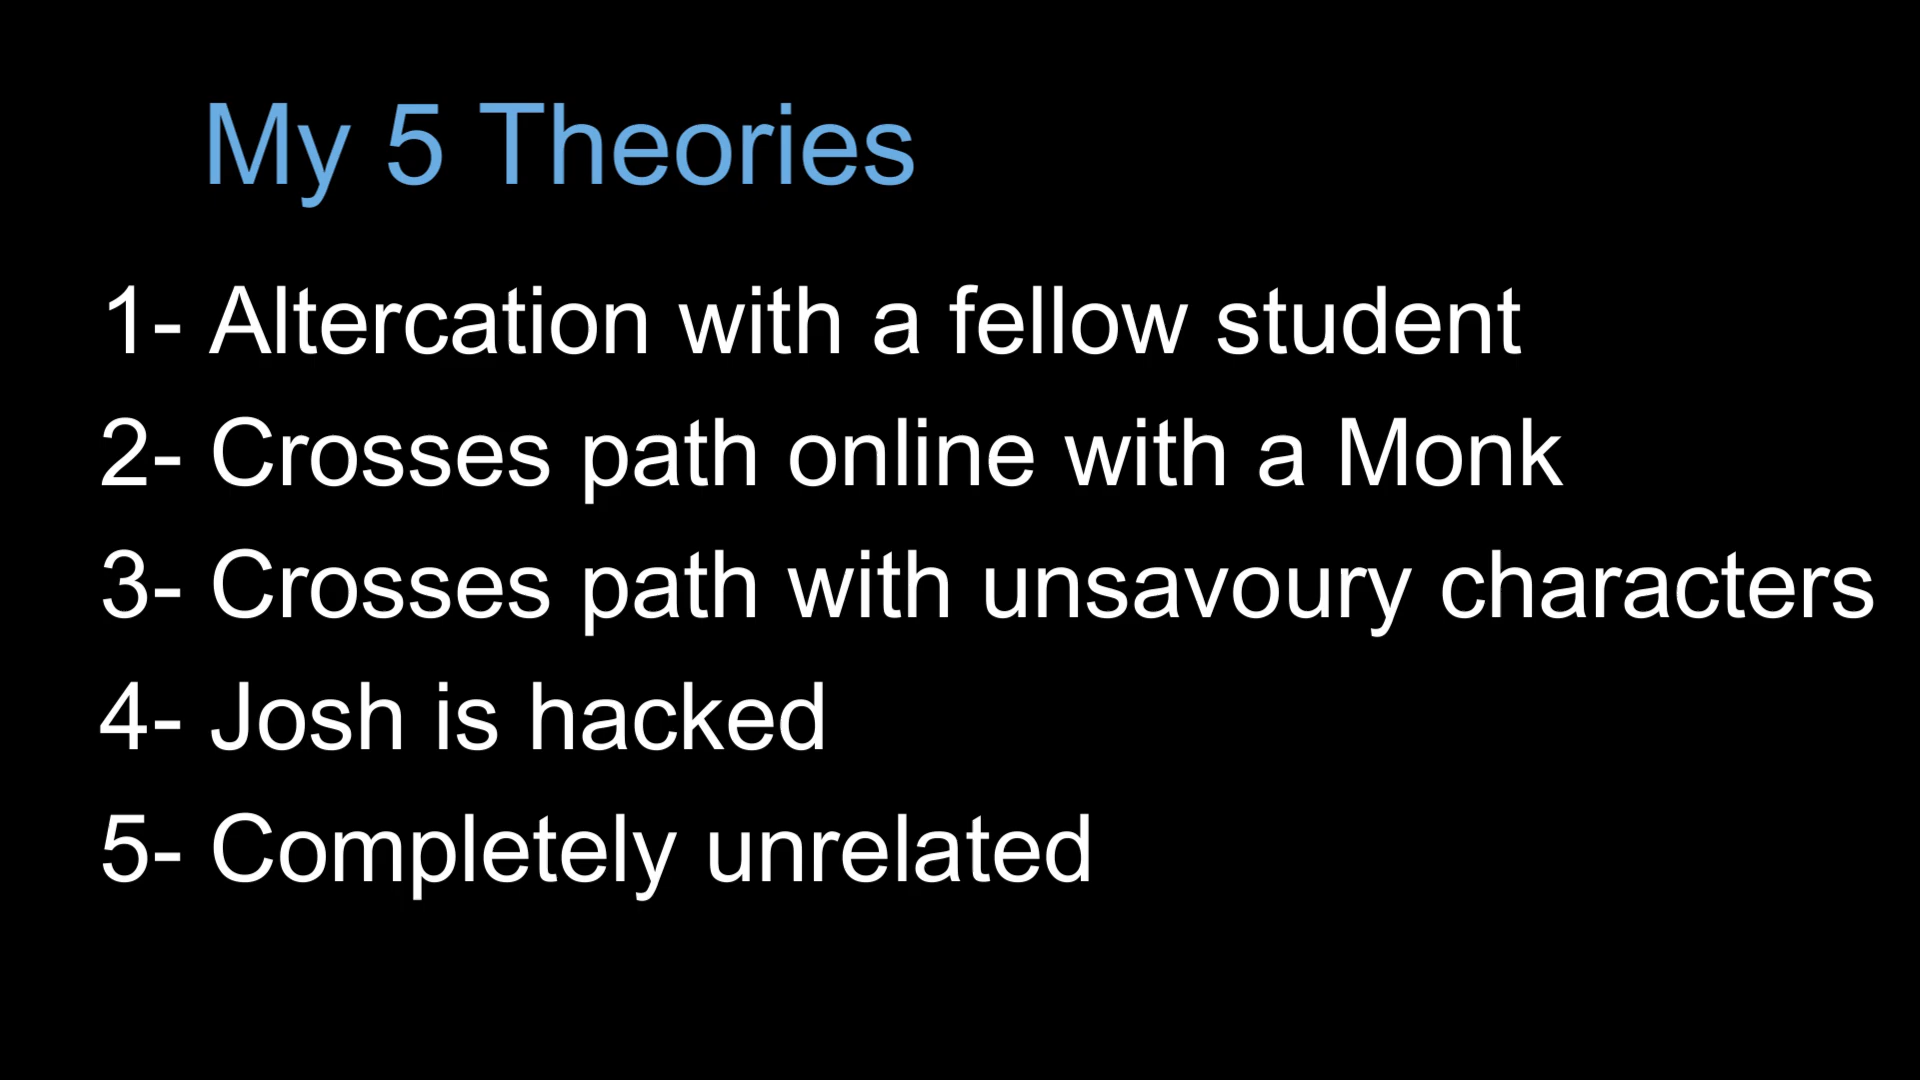 My 5 Theories
1- Altercation with a fellow student
2- Crosses path online with a Monk
3- Crosses path with unsavoury characters
4- Josh is hacked
5- Completely unrelated